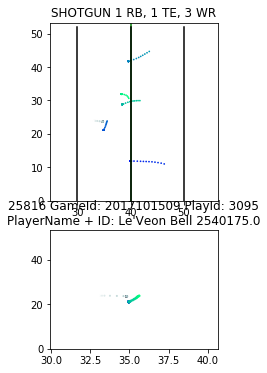 SHOTGUN 1 RB, 1 TE, 3 WR
50
40
30
20
10
0
30 40 50
25816 GameId: 2017101509 PlayId: 3095
PlayerName + ID: Le'Veon Bell 2540175.0
40
20
0
30.0 32.5 35.0 37.5 40.0